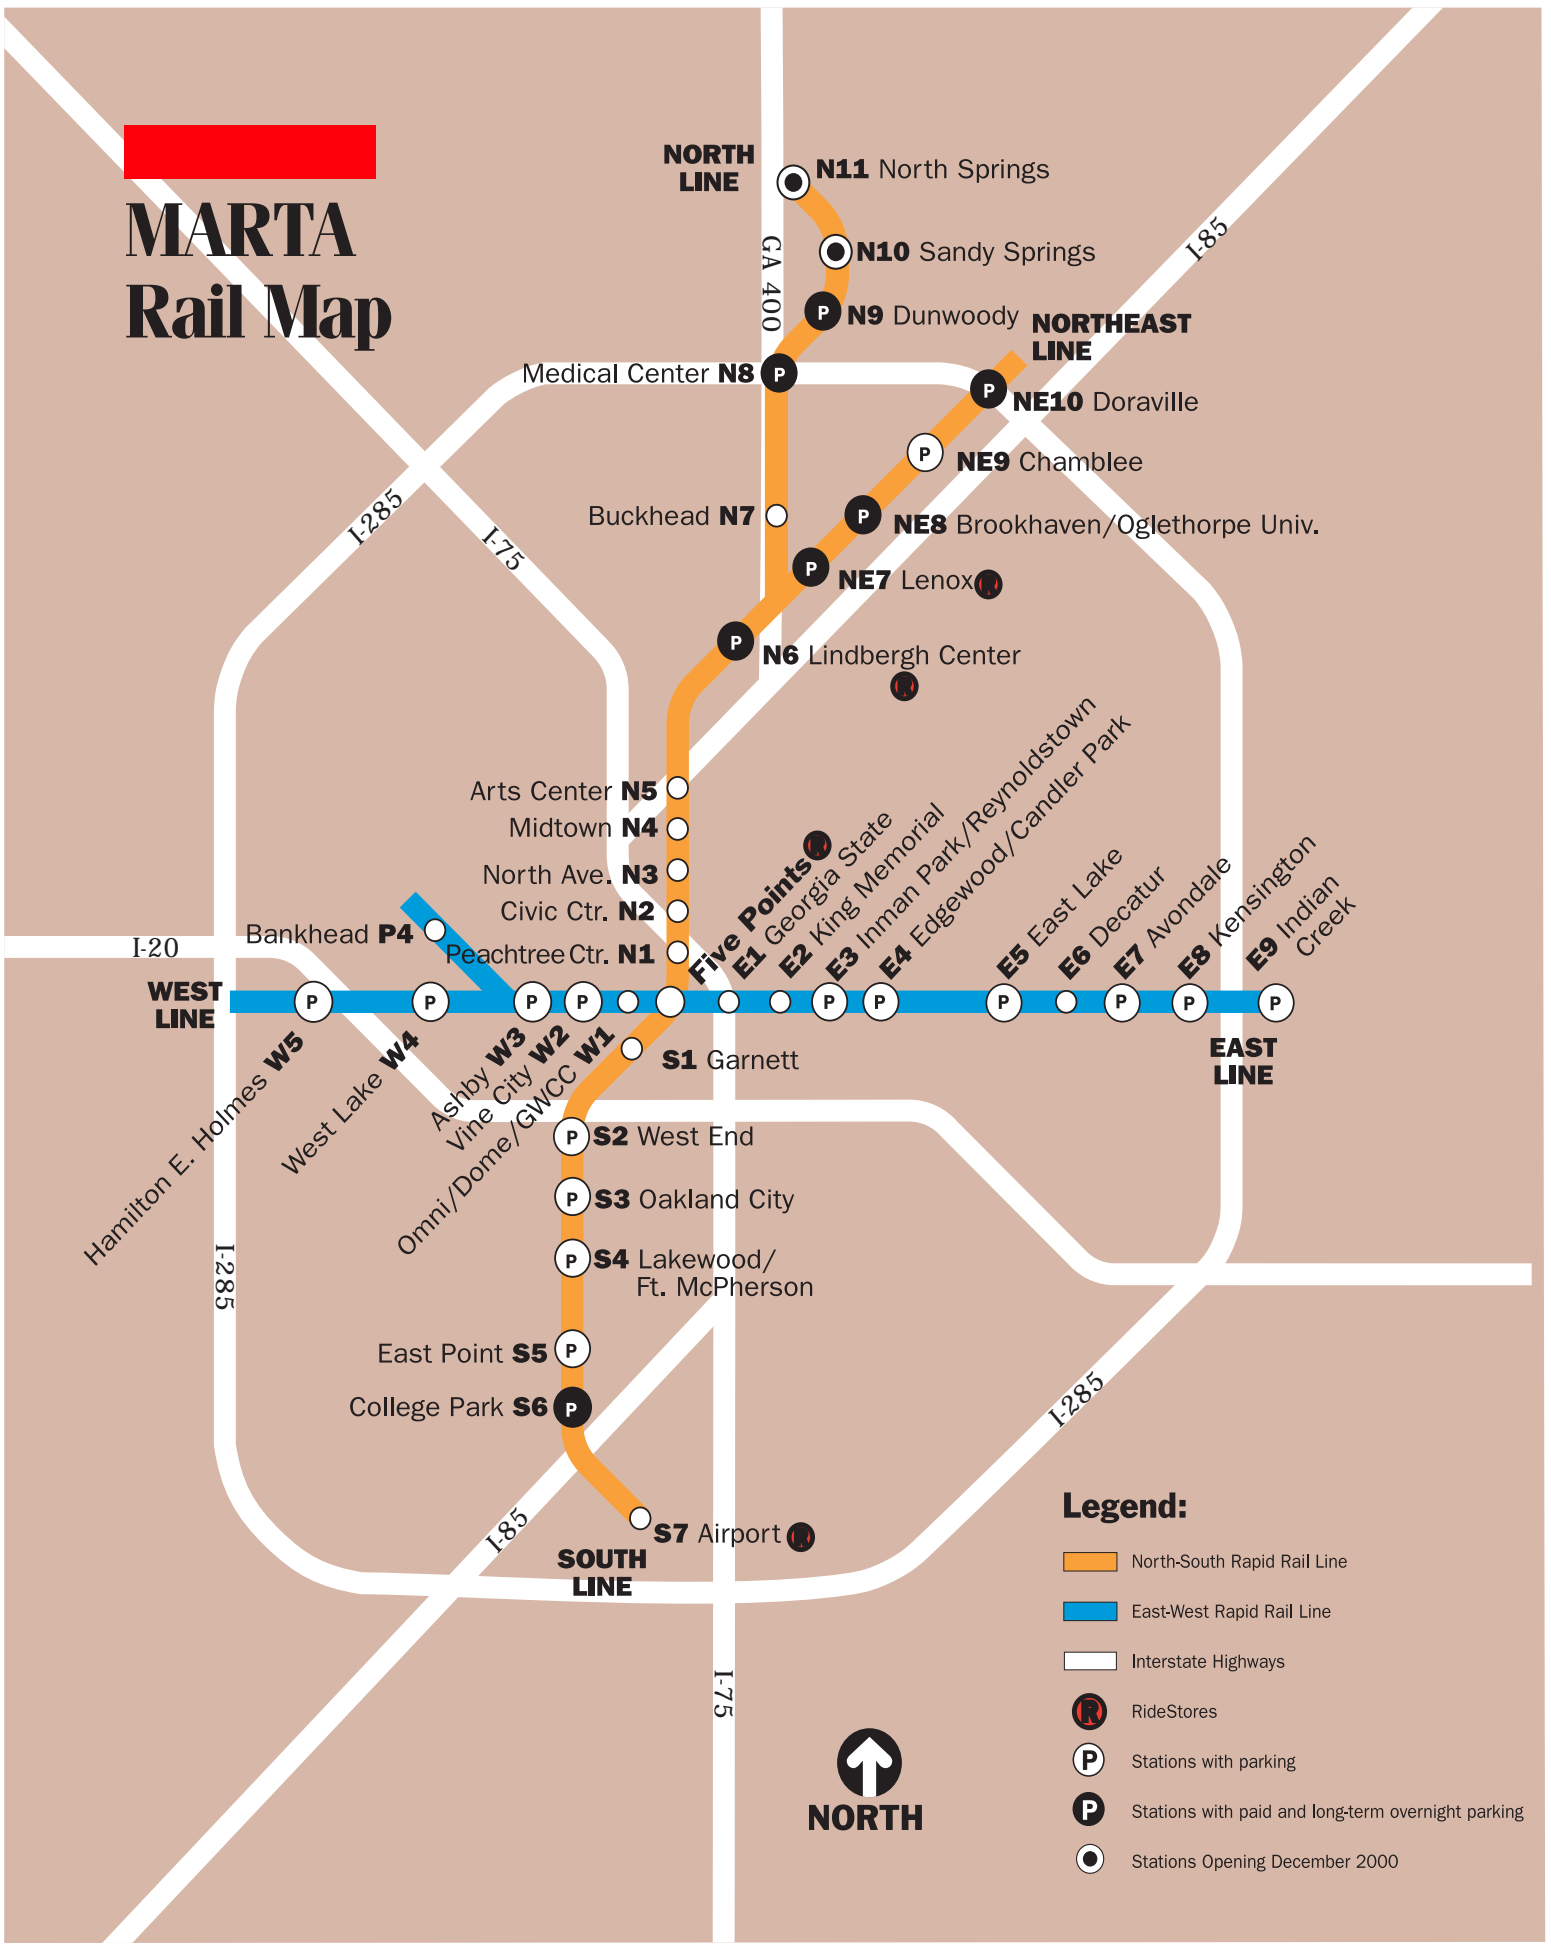 MARTA
Rail Map
NORTH
LINE
N11 North Springs
N10 Sandy Springs
GA 400
I-85
N9 Dunwoody
NORTHEAST
LINE
Medical Center N8
P
P
P
NE10 Doraville
P
NE9 Chamblee
I-285
I-75
Buckhead N7
P
NE8 Brookhaven/Oglethorpe Univ.
P
NE7 Lenox R
P
N6 Lindbergh Center
R
Arts Center N5
Midtown N4
North Ave. N3
Civic Ctr. N2
Peachtree Ctr. N1
Bankhead P4
I-20
Five Points R
E1 Georgia State
E2 King Memorial
E3 Inman Park/Reynoldstown
E4 Edgewood/Candler Park
E5 East Lake
E6 Decatur
E7 Avondale
E8 Kensington
E9 Indian
Creek
WEST
LINE
P P P P P P P P P P
EAST
LINE
Hamilton E. Holmes W5
West Lake W4
Ashby W3
Vine City W2
Omni/Dome/GWCC W1
S1 Garnett
P
S2 West End
P
S3 Oakland City
P
S4 Lakewood/
Ft. McPherson
I-285
East Point S5 P
College Park S6 P
I-285
I-85
S7 Airport R
SOUTH
LINE
I-75
NORTH
Legend:
North-South Rapid Rail Line
East-West Rapid Rail Line
Interstate Highways
R RideStores
P Stations with parking
P Stations with paid and long-term overnight parking
Stations Opening December 2000